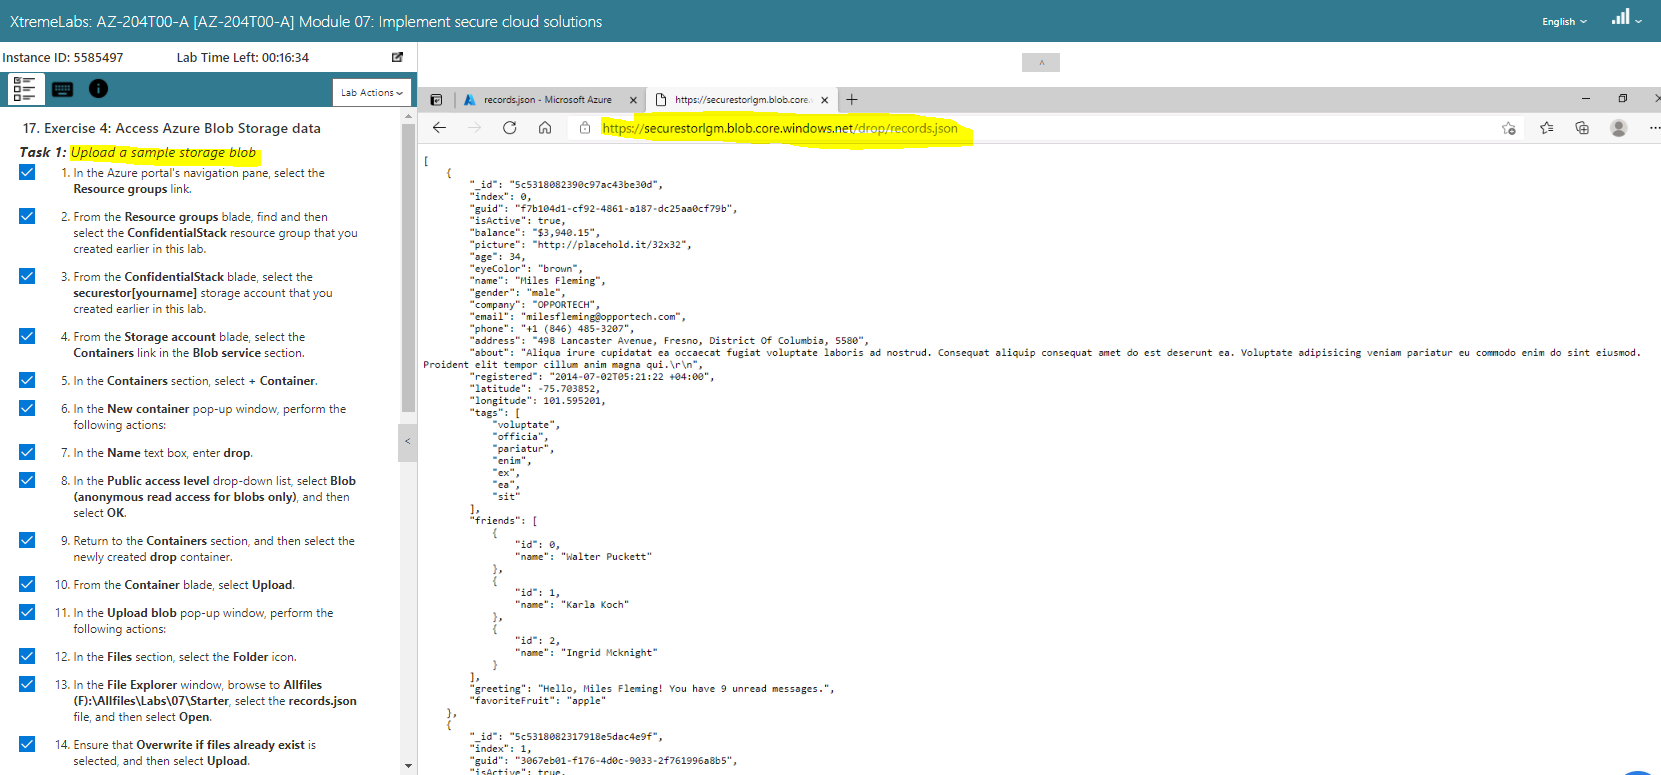 XtremeLabs: AZ-204T00-A [AZ-204T00-A] Module 07: Implement secure cloud solutions
English
Instance ID: 5585497
Lab Time Left: 00:16:34
Lab Actions
17. Exercise 4: Access Azure Blob Storage data
Task 1: Upload a sample storage blob
1. In the Azure portal's navigation pane, select the
Resource groups link.
2. From the Resource groups blade, find and then
select the ConfidentialStack resource group that you
created earlier in this lab.
3. From the ConfidentialStack blade, select the
securestor[yourname] storage account that you
created earlier in this lab.
4. From the Storage account blade, select the
Containers link in the Blob service section.
5. In the Containers section, select + Container.
6. In the New container pop-up window, perform the
following actions:
7. In the Name text box, enter drop.
8. In the Public access level drop-down list, select Blob
(anonymous read access for blobs only), and then
select OK.
9. Return to the Containers section, and then select the
newly created drop container.
10. From the Container blade, select Upload.
11. In the Upload blob pop-up window, perform the
following actions:
12. In the Files section, select the Folder icon.
13. In the File Explorer window, browse to Allfiles
(F):\Allfiles\Labs\07\Starter, select the records.json
file, and then select Open.
14. Ensure that Overwrite if files already exist is
selected, and then select Upload.
records.json - Microsoft Azure
https://securestorlgm.blob.core.
https://securestorlgm.blob.core.windows.net/drop/records.json
[
{
"_id": "5c5318082390c97ac43be30d",
"index": 0,
"guid": "f7b104d1-cf92-4861-a187-dc25aa0cf79b",
"isActive": true,
"balance": "$3,940.15",
"picture": "http://placehold.it/32x32",
"age": 34,
"eyeColor": "brown",
"name": "Miles Fleming",
"gender": "male",
"company": "OPPORTECH",
"email": "milesfleming@opportech.com",
"phone": "+1 (846) 485-3207",
"address": "498 Lancaster Avenue, Fresno, District Of Columbia, 5580",
"about": "Aliqua irure cupidatat ea occaecat fugiat voluptate laboris ad nostrud. Consequat aliquip consequat amet do est deserunt ea. Voluptate adipisicing veniam pariatur eu commodo enim do sint eiusmod.
Proident elit tempor cillum anim magna qui.\r\n",
"registered": "2014-07-02T05:21:22 +04:00",
"latitude": -75.703852,
"longitude": 101.595201,
"tags": [
"voluptate",
"officia",
"pariatur",
"enim",
"ex",
"ea",
"sit"
],
"friends": [
{
"id": 0,
"name": "Walter Puckett"
},
{
"id": 1,
"name": "Karla Koch"
},
{
"id": 2,
"name": "Ingrid Mcknight"
}
],
"greeting": "Hello, Miles Fleming! You have 9 unread messages.",
"favoriteFruit": "apple"
},
{
"_id": "5c5318082317918e5dac4e9f",
"index": 1,
"guid": "3067eb01-f176-4d0c-9033-2f761996a8b5",
"isActive": true,